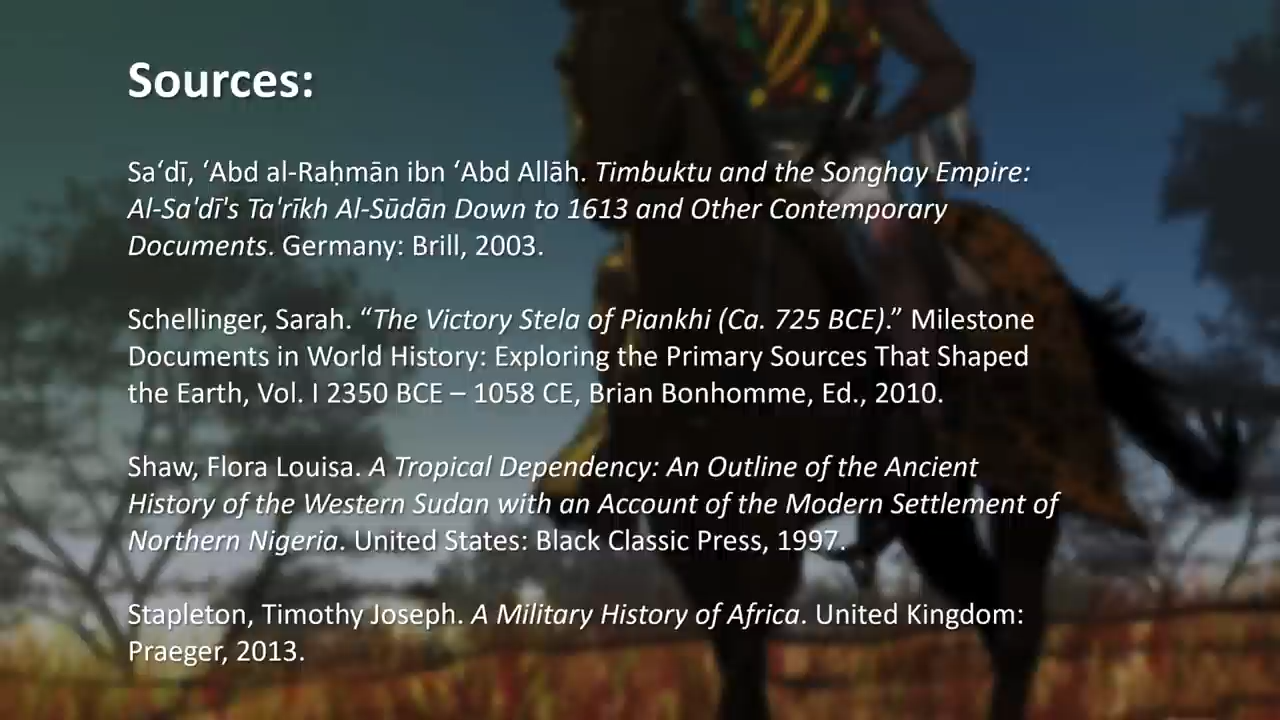 Sources:
Sa‘dī, ‘Abd al-Raḥmān ibn ‘Abd Allāh. Timbuktu and the Songhay Empire:
Al-Sa'dī's Ta'rīkh Al-Sūdān Down to 1613 and Other Contemporary
Documents. Germany: Brill, 2003.
Schellinger, Sarah. “The Victory Stela of Piankhi (Ca. 725 BCE).” Milestone
Documents in World History: Exploring the Primary Sources That Shaped
the Earth, Vol. I 2350 BCE – 1058 CE, Brian Bonhomme, Ed., 2010.
Shaw, Flora Louisa. A Tropical Dependency: An Outline of the Ancient
History of the Western Sudan with an Account of the Modern Settlement of
Northern Nigeria. United States: Black Classic Press, 1997.
Stapleton, Timothy Joseph. A Military History of Africa. United Kingdom:
Praeger, 2013.